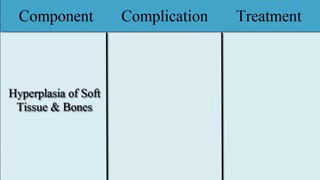 Component Complication Treatment
Hyperplasia of Soft
Tissue & Bones